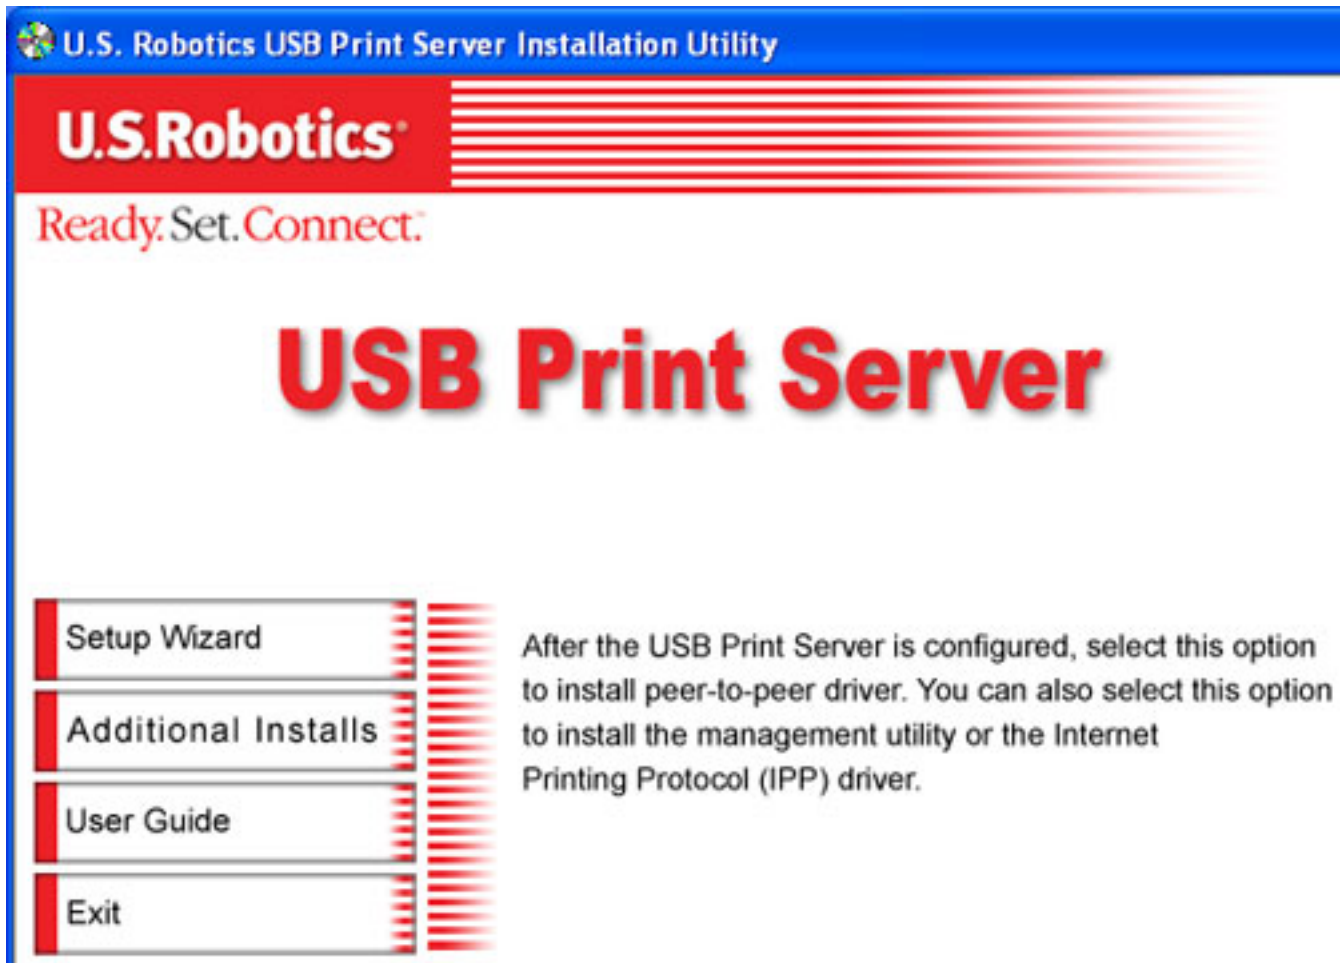 U.S. Robotics USB Print Server Installation Utility
U.S.Robotics®
Ready. Set. Connect.™
USB Print Server
Setup Wizard
Additional Installs
User Guide
Exit
After the USB Print Server is configured, select this option
to install peer-to-peer driver. You can also select this option
to install the management utility or the Internet
Printing Protocol (IPP) driver.